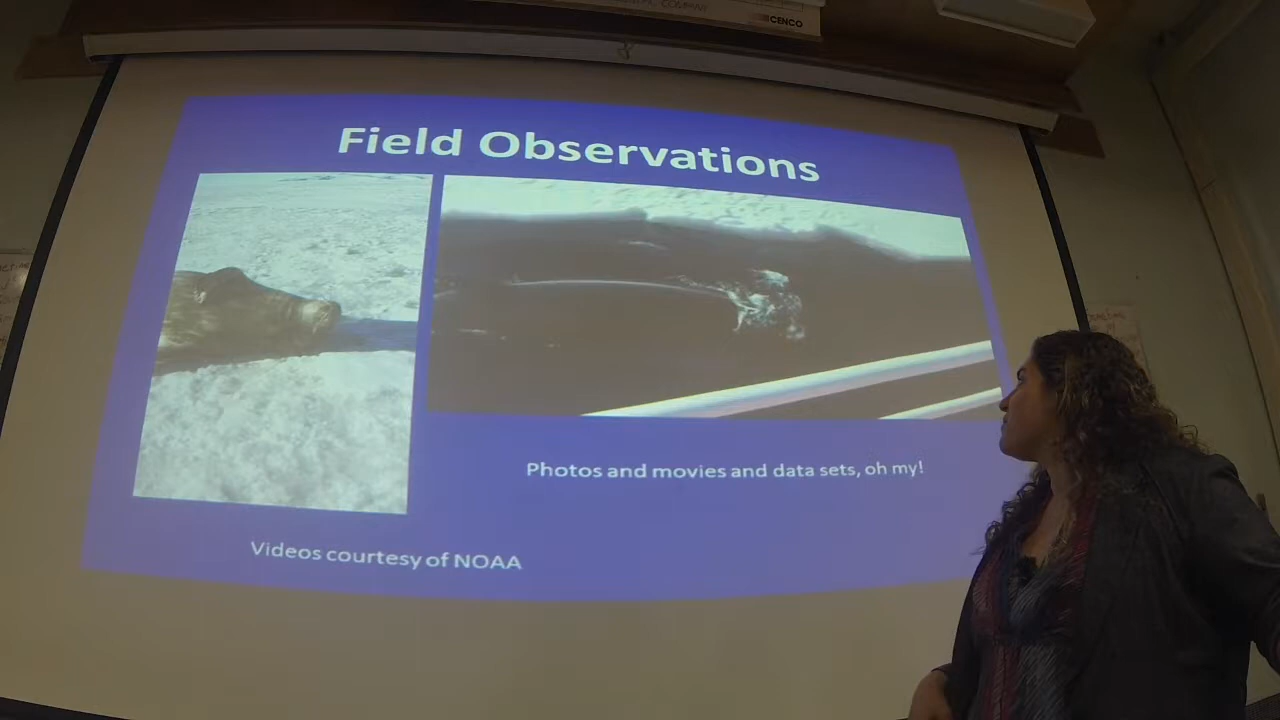 CENCO
Field Observations
Photos and movies and data sets, oh my!
Videos courtesy of NOAA